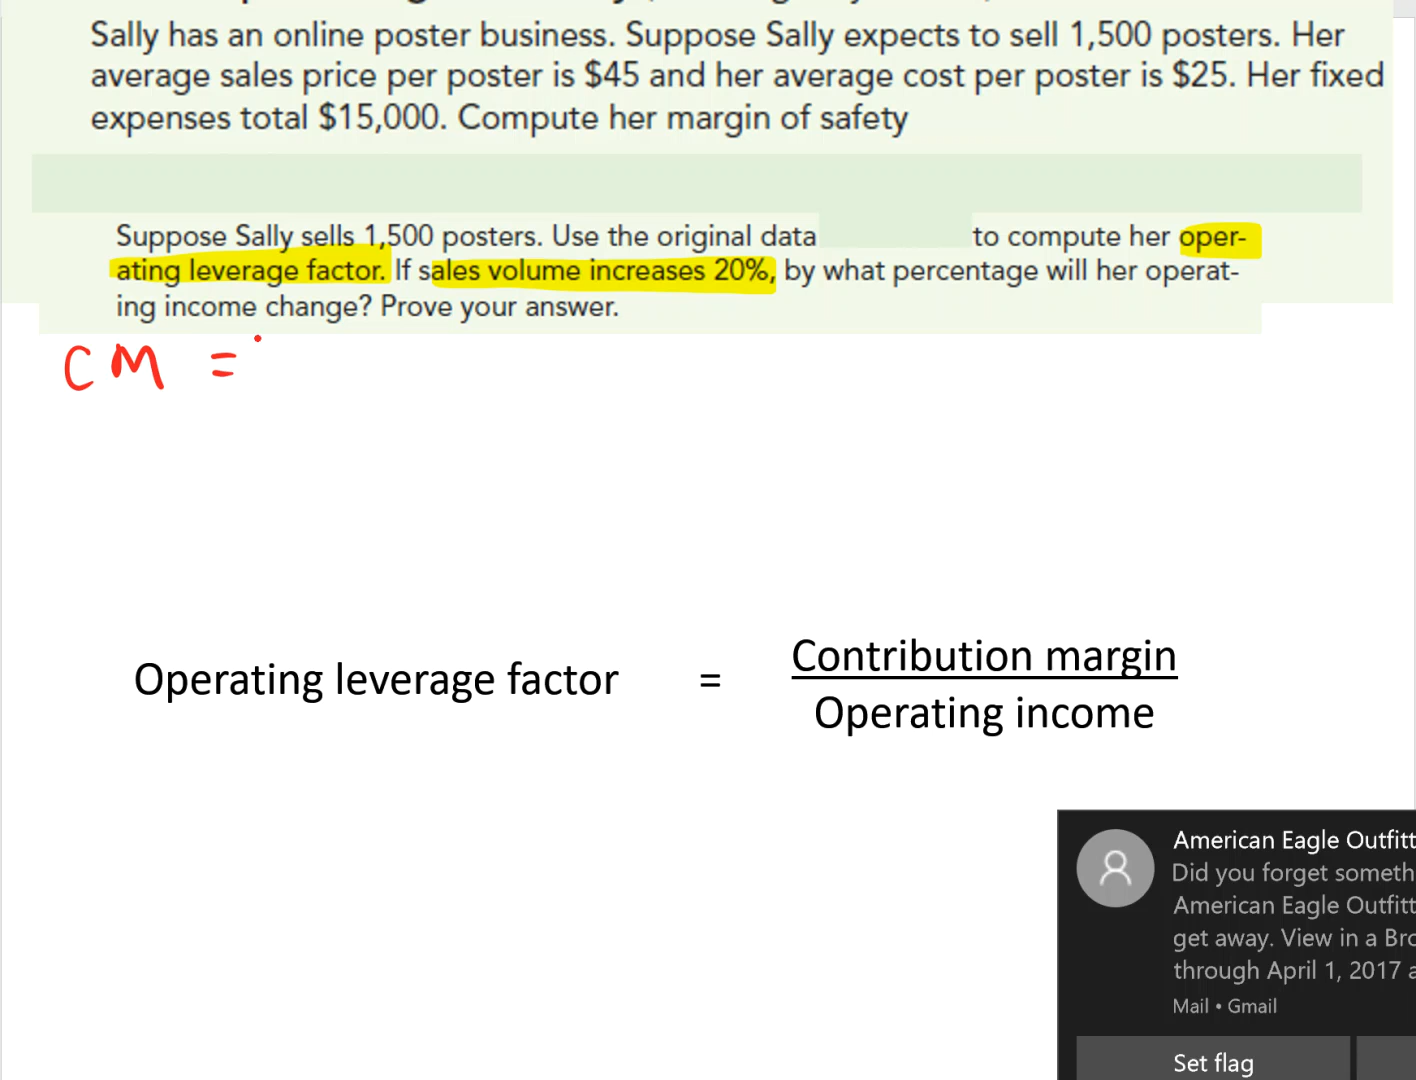 Sally has an online poster business. Suppose Sally expects to sell 1,500 posters. Her
average sales price per poster is $45 and her average cost per poster is $25. Her fixed
expenses total $15,000. Compute her margin of safety
Suppose Sally sells 1,500 posters. Use the original data to compute her oper-
ating leverage factor. If sales volume increases 20%, by what percentage will her operat-
ing income change? Prove your answer.
CM =
Operating leverage factor = Contribution margin
Operating income
American Eagle Outfitt
Did you forget someth
American Eagle Outfitt
get away. View in a Bro
through April 1, 2017 a
Mail • Gmail
Set flag